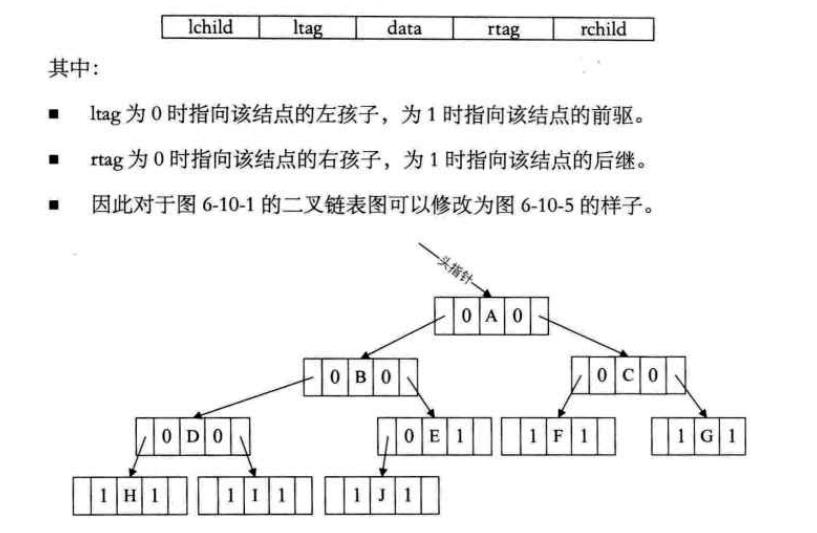 lchild ltag data rtag rchild
其中：
■ ltag 为 0 时指向该结点的左孩子，为 1 时指向该结点的前驱。
■ rtag 为 0 时指向该结点的右孩子，为 1 时指向该结点的后继。
■ 因此对于图 6-10-1 的二叉链表图可以修改为图 6-10-5 的样子。
头指针
0 A 0
0 B 0
0 C 0
0 D 0
0 E 1
1 F 1
1 G 1
1 H 1
1 I 1
1 J 1